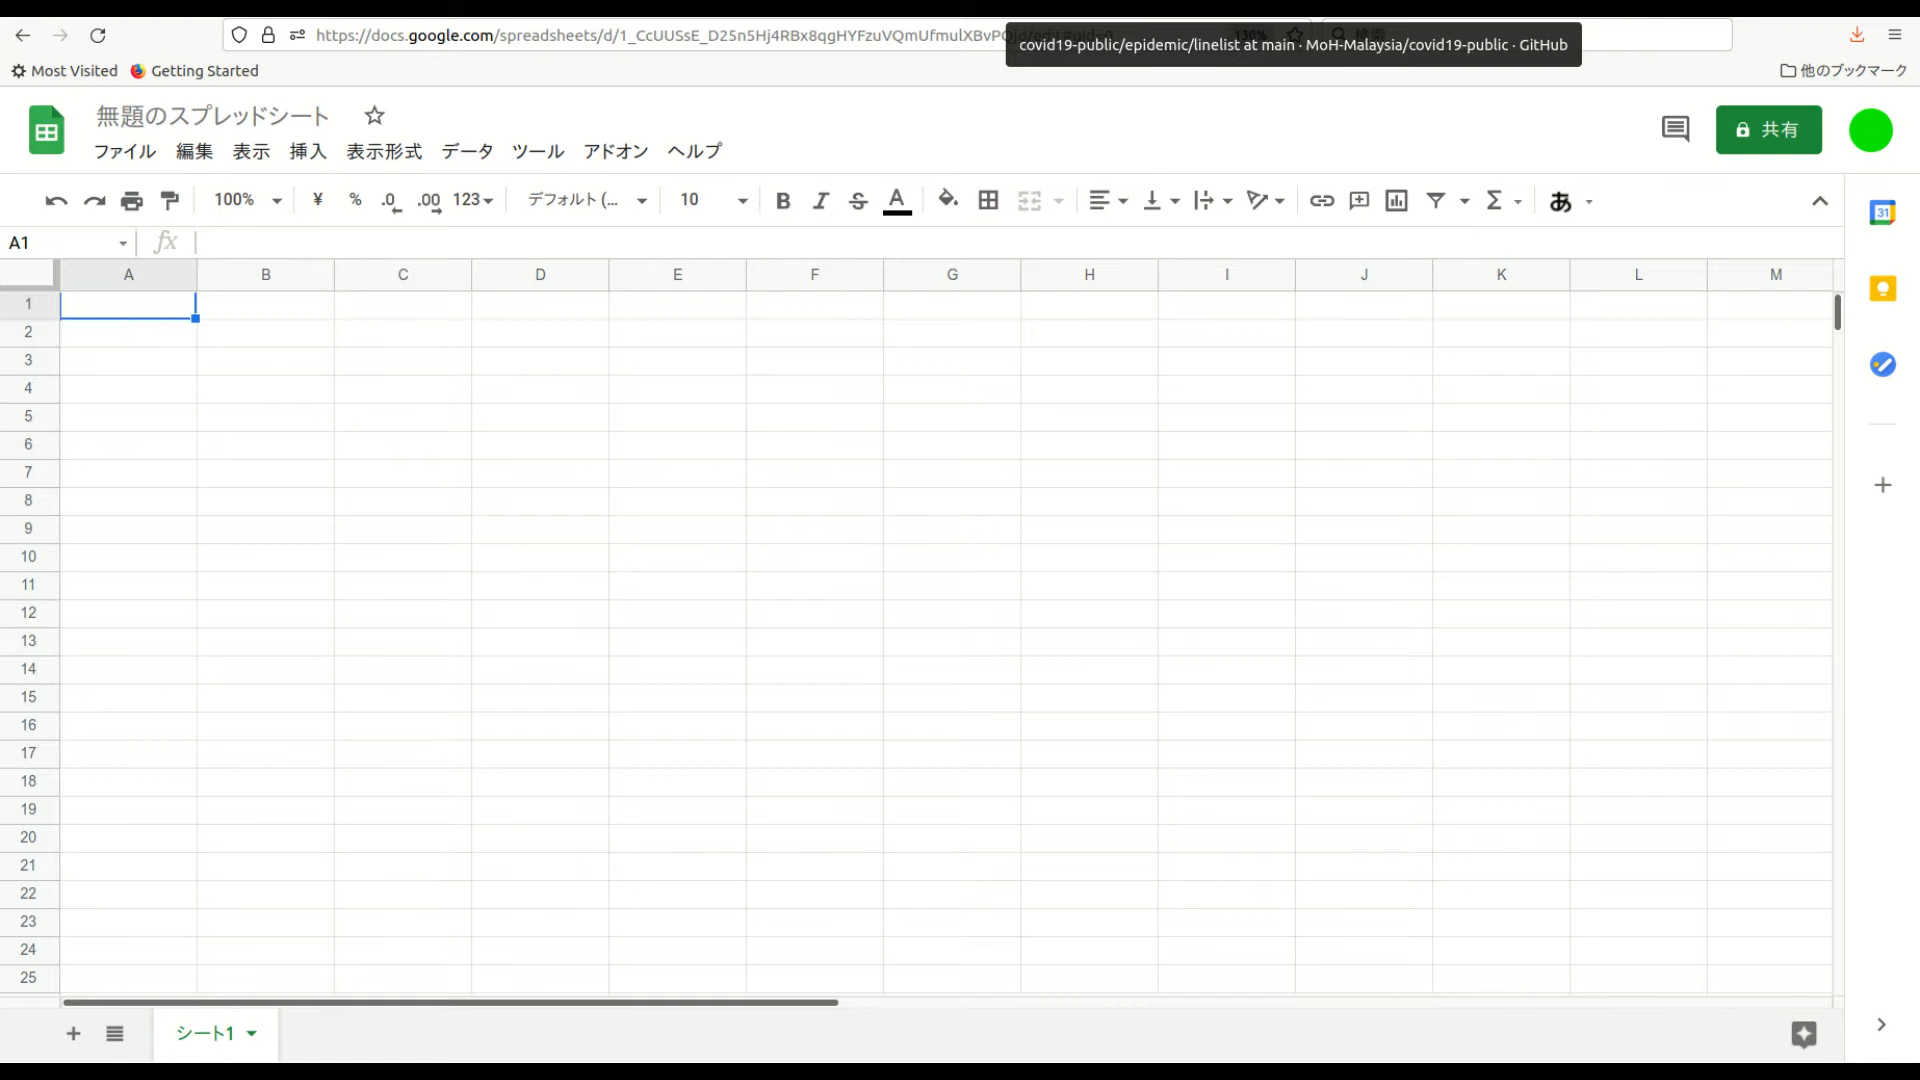 https://docs.google.com/spreadsheets/d/1_CcUUSsE_D25n5Hj4RBx8qgHYFzuVQmUfmulXBvP
covid19-public/epidemic/linelist at main · MoH-Malaysia/covid19-public · GitHub
Most Visited Getting Started 他のブックマーク
無題のスプレッドシート
共有
ファイル 編集 表示 挿入 表示形式 データ ツール アドオン ヘルプ
100% ¥ % .0 .00 123 デフォルト (... 10 B I S A Σ あ
31
A1 fx
A B C D E F G H I J K L M
1
2
3
4
5
6
7
8
9
10
11
12
13
14
15
16
17
18
19
20
21
22
23
24
25
シート1